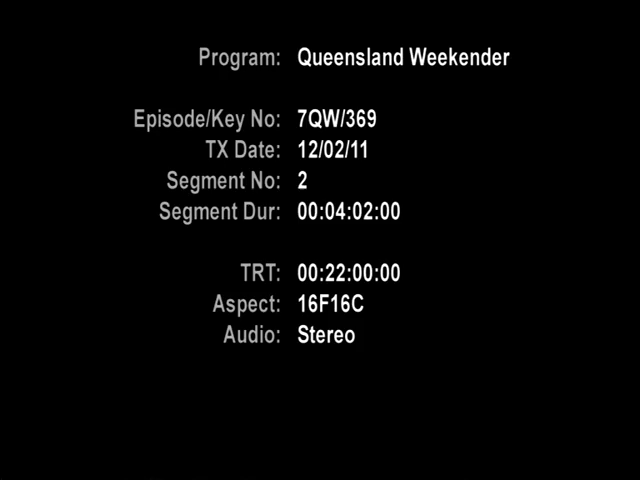 Program: Queensland Weekender
Episode/Key No: 7QW/369
TX Date: 12/02/11
Segment No: 2
Segment Dur: 00:04:02:00
TRT: 00:22:00:00
Aspect: 16F16C
Audio: Stereo